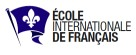 ÉCOLE
INTERNATIONALE
DE FRANÇAIS